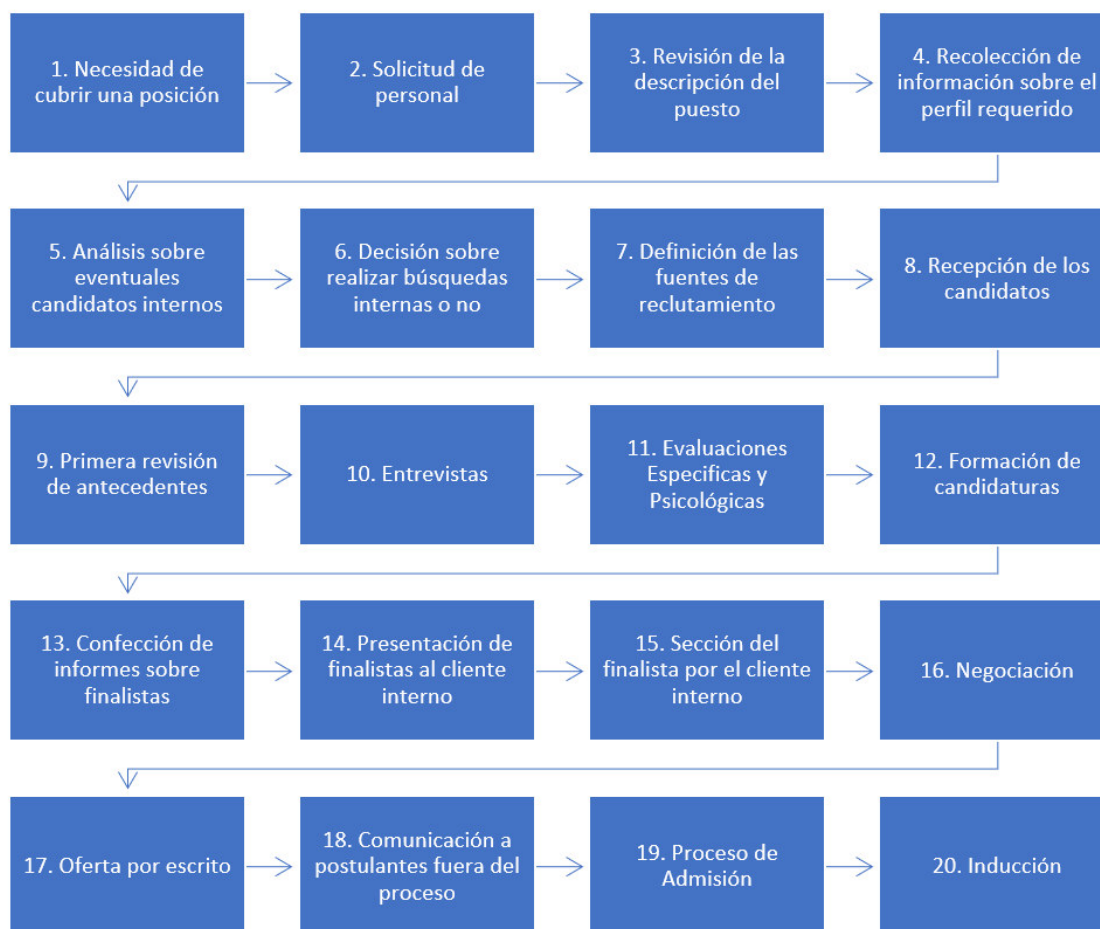 1. Necesidad de
cubrir una posición
2. Solicitud de
personal
3. Revisión de la
descripción del
puesto
4. Recolección de
información sobre el
perfil requerido
5. Análisis sobre
eventuales
candidatos internos
6. Decisión sobre
realizar búsquedas
internas o no
7. Definición de las
fuentes de
reclutamiento
8. Recepción de los
candidatos
9. Primera revisión
de antecedentes
10. Entrevistas
11. Evaluaciones
Especificas y
Psicológicas
12. Formación de
candidaturas
13. Confección de
informes sobre
finalistas
14. Presentación de
finalistas al cliente
interno
15. Sección del
finalista por el cliente
interno
16. Negociación
17. Oferta por escrito
18. Comunicación a
postulantes fuera del
proceso
19. Proceso de
Admisión
20. Inducción